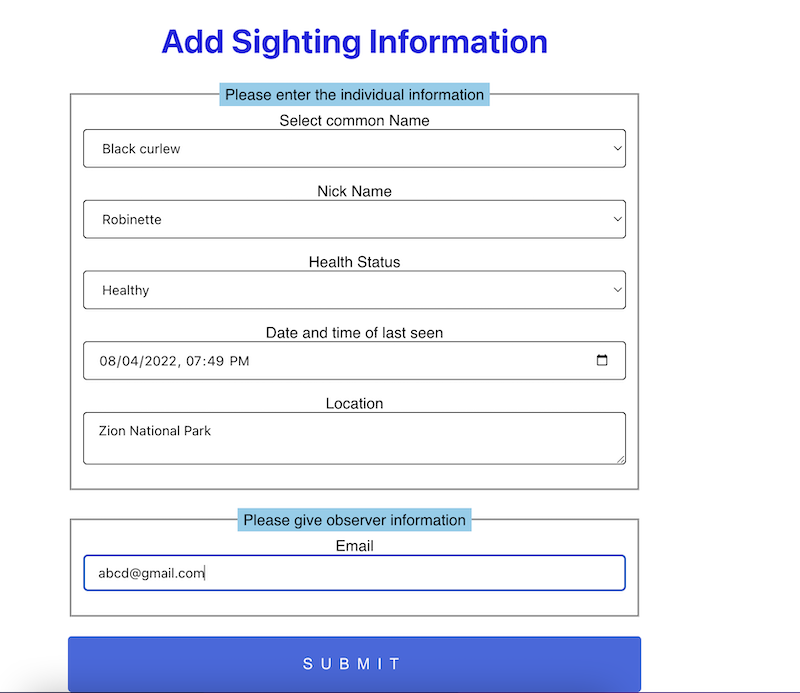 Add Sighting Information
Please enter the individual information
Select common Name
Black curlew
Nick Name
Robinette
Health Status
Healthy
Date and time of last seen
08/04/2022, 07:49 PM
Location
Zion National Park
Please give observer information
Email
abcd@gmail.com
SUBMIT